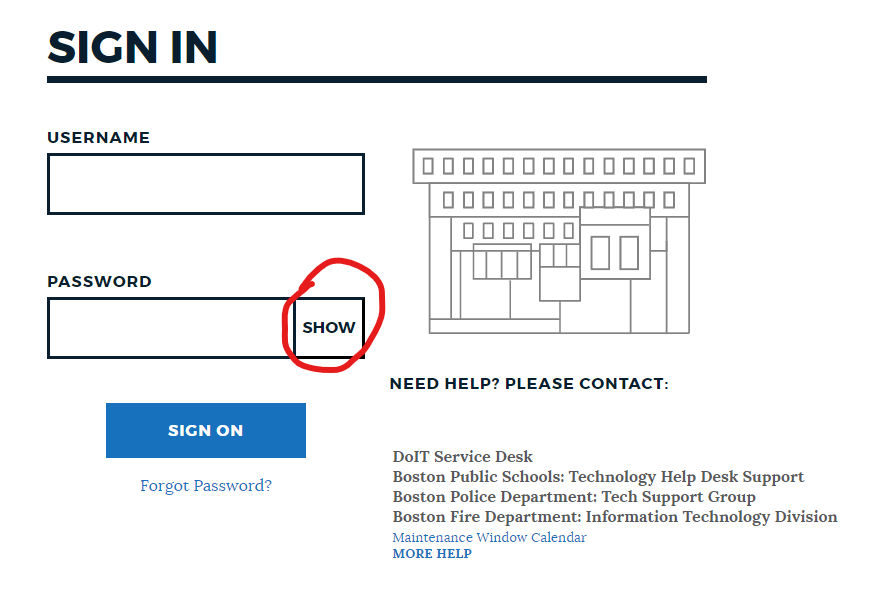 SIGN IN
USERNAME
PASSWORD
SHOW
SIGN ON
Forgot Password?
NEED HELP? PLEASE CONTACT:
DoIT Service Desk
Boston Public Schools: Technology Help Desk Support
Boston Police Department: Tech Support Group
Boston Fire Department: Information Technology Division
Maintenance Window Calendar
MORE HELP